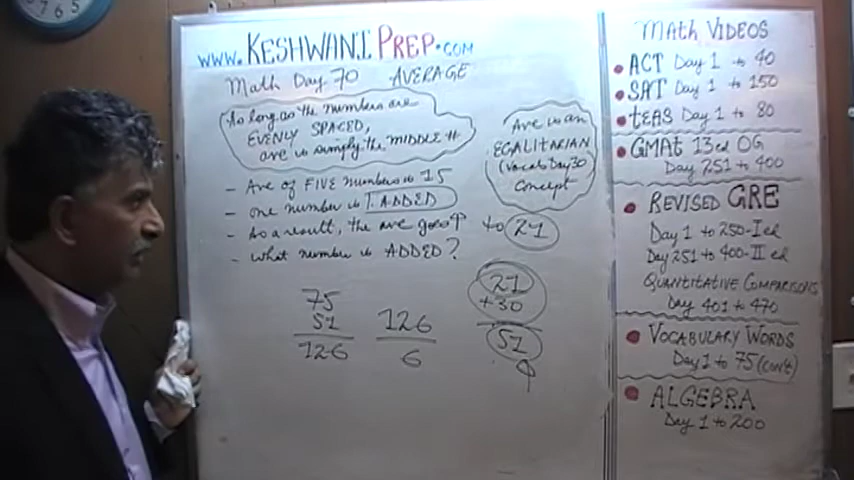 7 6 5
www.KESHWANIPREP.com
Math Day 70 AVERAGE
As long as the numbers are
EVENLY SPACED,
ave is simply the MIDDLE #
Ave is an
EGALITARIAN
(Vocab Day 30
Concept
- Ave of FIVE numbers is 15
- one number is ADDED
- As a result, the ave goes ↑ to 21
- what number is ADDED?
75
51
126
126
6
21
+30
51
Math VIDEOS
• ACT Day 1 to 40
• SAT Day 1 to 150
• TEAS Day 1 to 80
• GMAT 13ed OG
Day 251 to 400
• REVISED GRE
Day 1 to 250-I ed
Day 251 to 400-II ed
QUANTITATIVE COMPARISONS
Day 401 to 470
• VOCABULARY WORDS
Day 1 to 75 (con't)
• ALGEBRA
Day 1 to 200